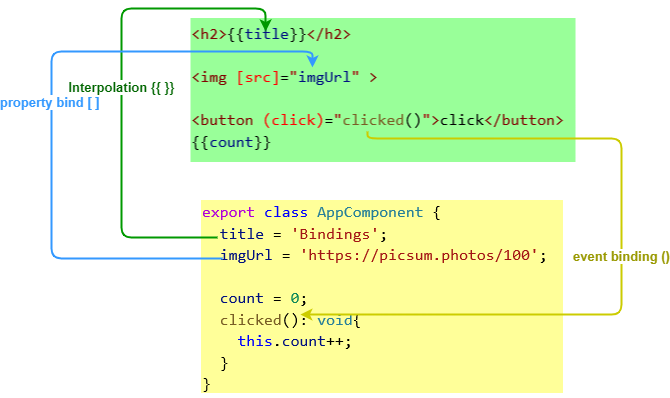 <h2>{{title}}</h2>
<img [src]="imgUrl" >
Interpolation {{ }}
property bind [ ]
<button (click)="clicked()">click</button>
{{count}}
export class AppComponent {
title = 'Bindings';
imgUrl = 'https://picsum.photos/100';
event binding ()
count = 0;
clicked(): void{
this.count++;
}
}